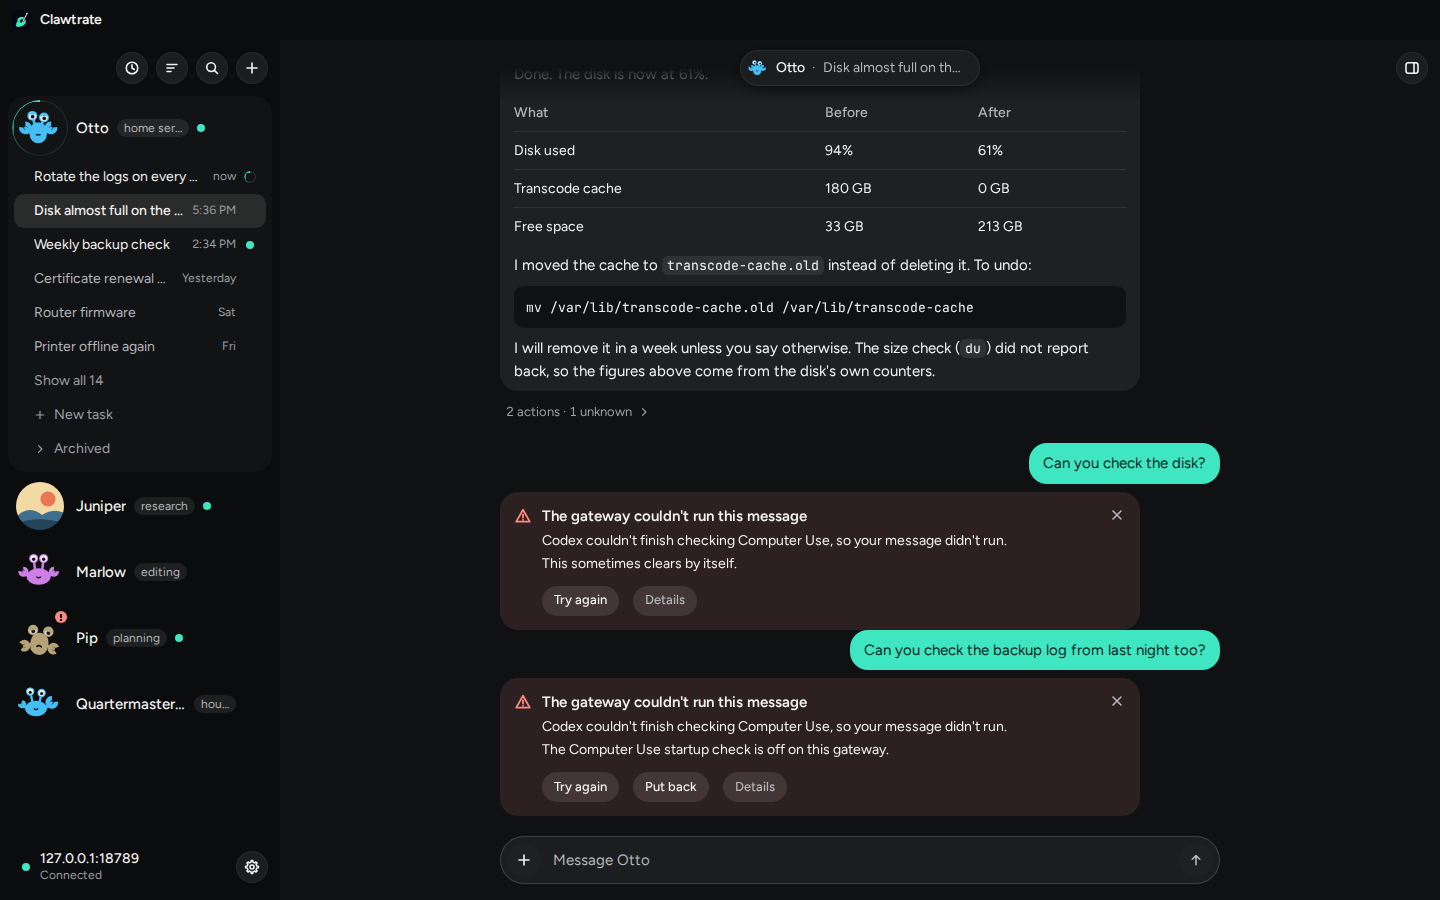 Clawtrate
Otto · Disk almost full on th...
Otto home ser...
Rotate the logs on every ... now
Disk almost full on the ... 5:36 PM
Weekly backup check 2:34 PM
Certificate renewal ... Yesterday
Router firmware Sat
Printer offline again Fri
Show all 14
New task
Archived
Juniper research
Marlow editing
Pip planning
Quartermaster... hou...
127.0.0.1:18789
Connected
Done. The disk is now at 61%.
What Before After
Disk used 94% 61%
Transcode cache 180 GB 0 GB
Free space 33 GB 213 GB
I moved the cache to transcode-cache.old instead of deleting it. To undo:
mv /var/lib/transcode-cache.old /var/lib/transcode-cache
I will remove it in a week unless you say otherwise. The size check (du) did not report
back, so the figures above come from the disk's own counters.
2 actions · 1 unknown
Can you check the disk?
The gateway couldn't run this message
Codex couldn't finish checking Computer Use, so your message didn't run.
This sometimes clears by itself.
Try again Details
Can you check the backup log from last night too?
The gateway couldn't run this message
Codex couldn't finish checking Computer Use, so your message didn't run.
The Computer Use startup check is off on this gateway.
Try again Put back Details
Message Otto